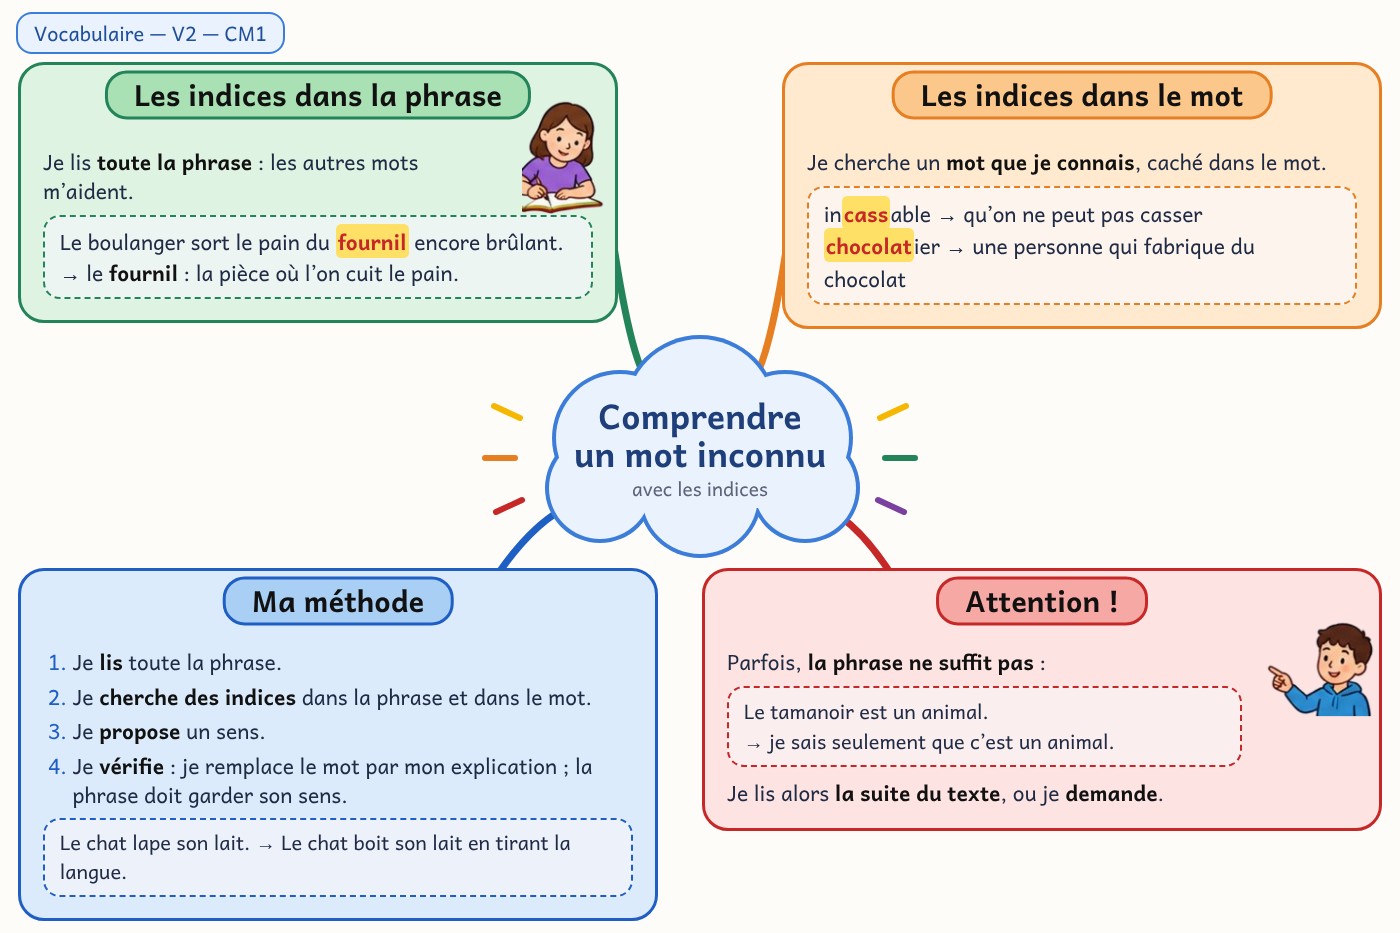 Vocabulaire — V2 — CM1
Les indices dans la phrase
Je lis toute la phrase : les autres mots
m’aident.
Le boulanger sort le pain du fournil encore brûlant.
→ le fournil : la pièce où l’on cuit le pain.
Les indices dans le mot
Je cherche un mot que je connais, caché dans le mot.
incassable → qu’on ne peut pas casser
chocolatier → une personne qui fabrique du
chocolat
Comprendre
un mot inconnu
avec les indices
Ma méthode
1. Je lis toute la phrase.
2. Je cherche des indices dans la phrase et dans le mot.
3. Je propose un sens.
4. Je vérifie : je remplace le mot par mon explication ; la
phrase doit garder son sens.
Le chat lape son lait. → Le chat boit son lait en tirant la
langue.
Attention !
Parfois, la phrase ne suffit pas :
Le tamanoir est un animal.
→ je sais seulement que c’est un animal.
Je lis alors la suite du texte, ou je demande.